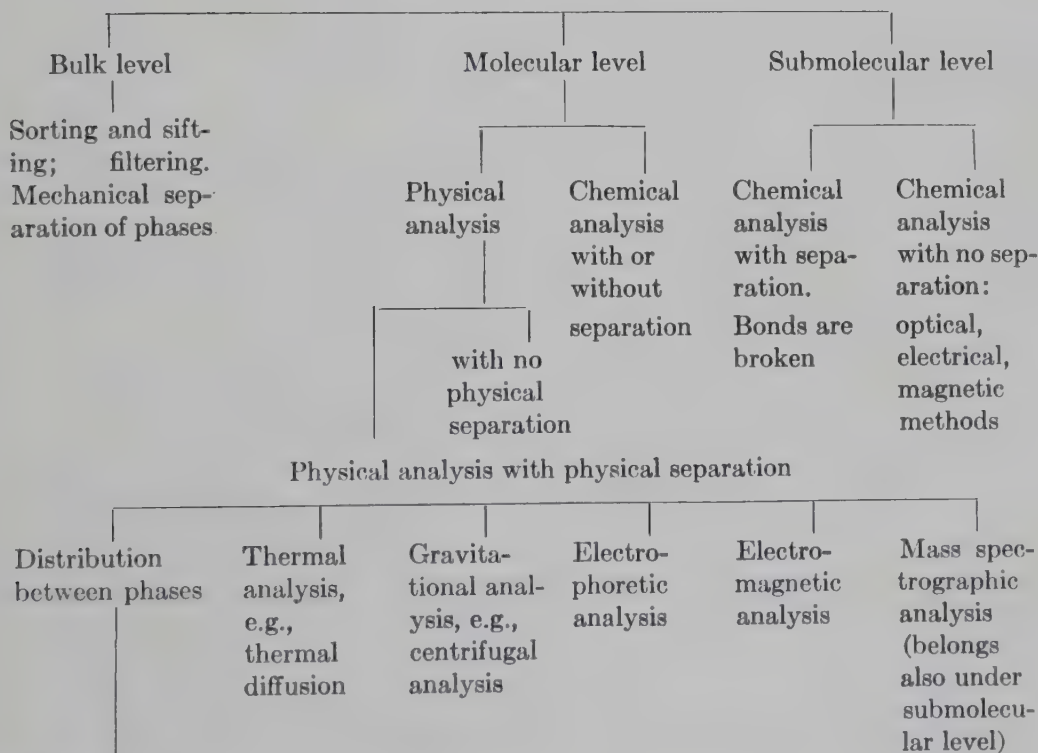 Bulk level
Molecular level
Submolecular level
Sorting and sift-
ing; filtering.
Mechanical sep-
aration of phases
Physical
analysis
Chemical
analysis
with or
without
separation
Chemical
analysis
with sepa-
ration.
Bonds are
broken
Chemical
analysis
with no sep-
aration:
optical,
electrical,
magnetic
methods
with no
physical
separation
Physical analysis with physical separation
Distribution
between phases
Thermal
analysis,
e.g.,
thermal
diffusion
Gravita-
tional anal-
ysis, e.g.,
centrifugal
analysis
Electro-
phoretic
analysis
Electro-
magnetic
analysis
Mass spec-
trographic
analysis
(belongs
also under
submolecu-
lar level)